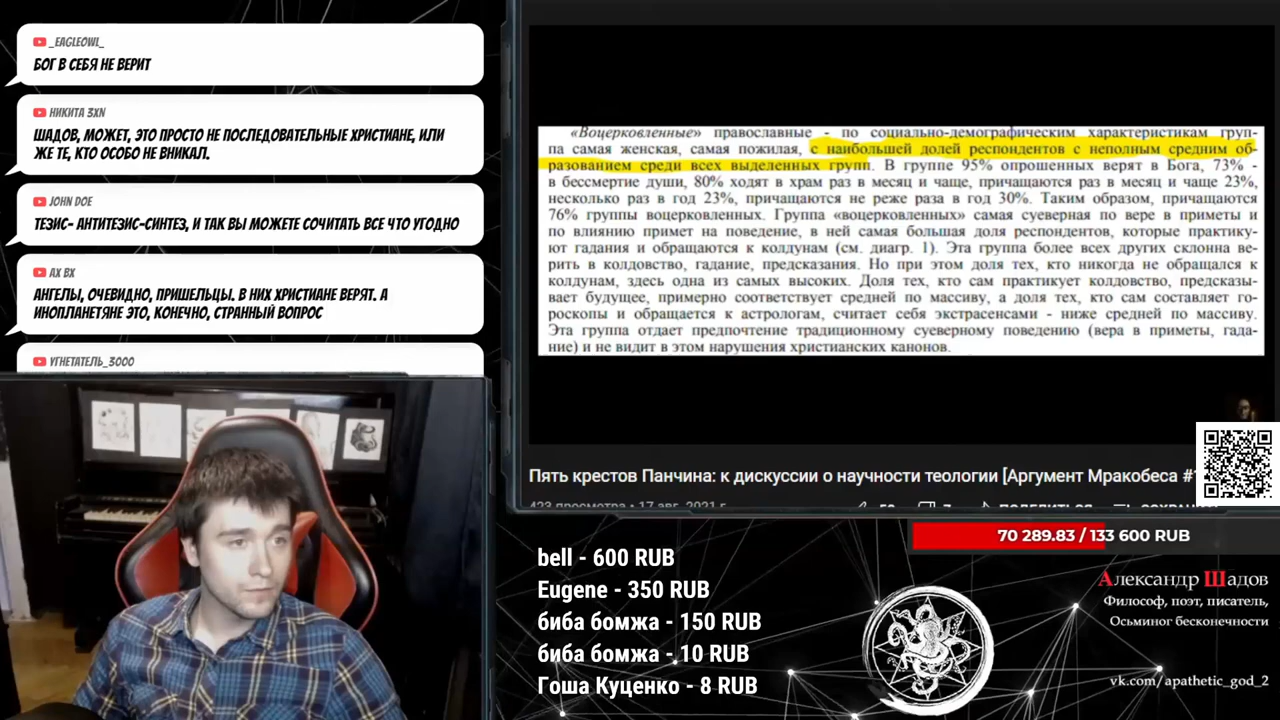 _EAGLEOWL_
БОГ В СЕБЯ НЕ ВЕРИТ
НИКИТА 3XN
ШАДОВ, МОЖЕТ, ЭТО ПРОСТО НЕ ПОСЛЕДОВАТЕЛЬНЫЕ ХРИСТИАНЕ, ИЛИ
ЖЕ ТЕ, КТО ОСОБО НЕ ВНИКАЛ.
JOHN DOE
ТЕЗИС- АНТИТЕЗИС-СИНТЕЗ, И ТАК ВЫ МОЖЕТЕ СОЧИТАТЬ ВСЕ ЧТО УГОДНО
AX BX
АНГЕЛЫ, ОЧЕВИДНО, ПРИШЕЛЬЦЫ. В НИХ ХРИСТИАНЕ ВЕРЯТ. А
ИНОПЛАНЕТЯНЕ ЭТО, КОНЕЧНО, СТРАННЫЙ ВОПРОС
УГНЕТАТЕЛЬ_3000
«Воцерковленные» православные - по социально-демографическим характеристикам груп-
па самая женская, самая пожилая, с наибольшей долей респондентов с неполным средним об-
разованием среди всех выделенных групп. В группе 95% опрошенных верят в Бога, 73% -
в бессмертие души, 80% ходят в храм раз в месяц и чаще, причащаются раз в месяц и чаще 23%,
несколько раз в год 23%, причащаются не реже раза в год 30%. Таким образом, причащаются
76% группы воцерковленных. Группа «воцерковленных» самая суеверная по вере в приметы и
по влиянию примет на поведение, в ней самая большая доля респондентов, которые практику-
ют гадания и обращаются к колдунам (см. диагр. 1). Эта группа более всех других склонна ве-
рить в колдовство, гадание, предсказания. Но при этом доля тех, кто никогда не обращался к
колдунам, здесь одна из самых высоких. Доля тех, кто сам практикует колдовство, предсказы-
вает будущее, примерно соответствует средней по массиву, а доля тех, кто сам составляет го-
роскопы и обращается к астрологам, считает себя экстрасенсами - ниже средней по массиву.
Эта группа отдает предпочтение традиционному суеверному поведению (вера в приметы, гада-
ние) и не видит в этом нарушения христианских канонов.
Пять крестов Панчина: к дискуссии о научности теологии [Аргумент Мракобеса #
423 просмотра • 17 авг. 2021 г.
70 289.83 / 133 600 RUB
bell - 600 RUB
Eugene - 350 RUB
биба бомжа - 150 RUB
биба бомжа - 10 RUB
Гоша Куценко - 8 RUB
Александр Шадов
Философ, поэт, писатель,
Осьминог бесконечности
vk.com/apathetic_god_2